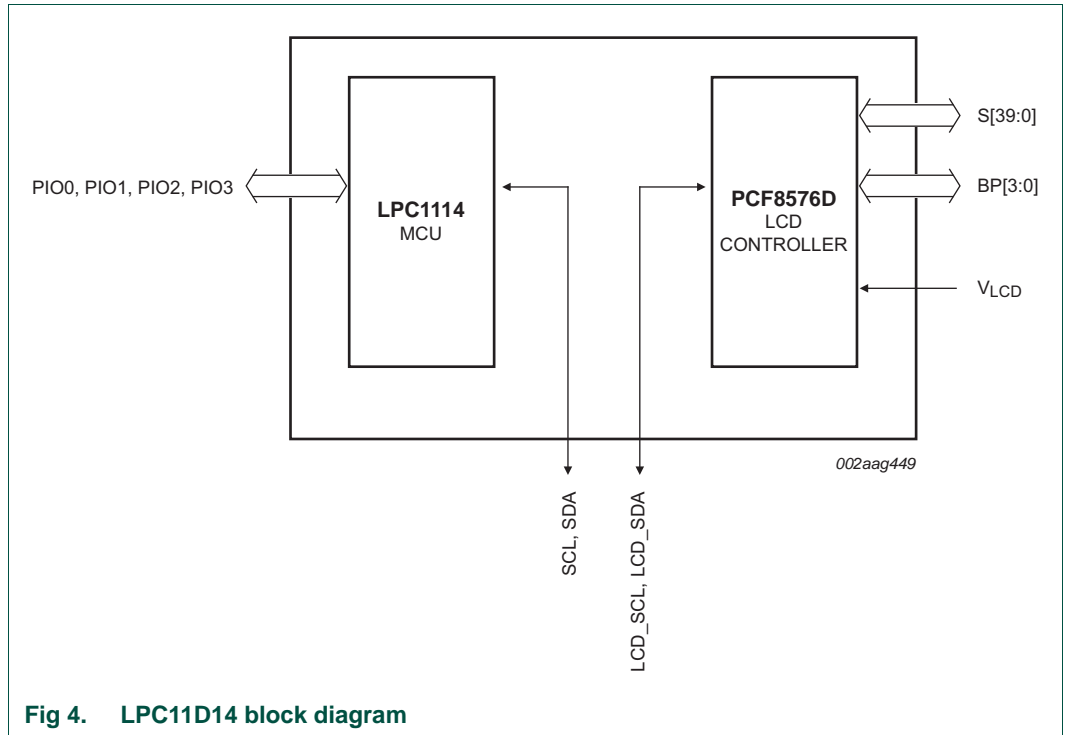 S[39:0]
PIO0, PIO1, PIO2, PIO3
BP[3:0]
LPC1114
MCU
PCF8576D
LCD
CONTROLLER
VLCD
002aag449
SCL, SDA
LCD_SCL, LCD_SDA
Fig 4. LPC11D14 block diagram